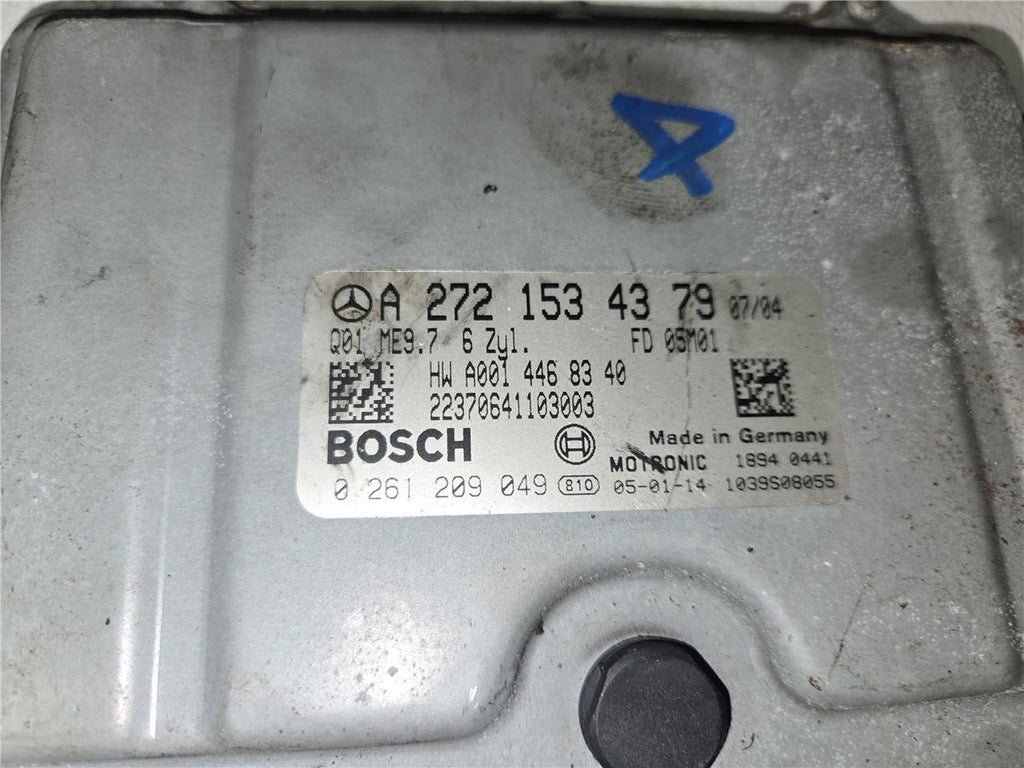 A 272 153 43 79 07/04
Q01 ME9.7 6 Zyl. FD 05M01
HW A001 446 83 40
22370641103003
BOSCH Made in Germany
MOTRONIC 1894 0441
0 261 209 049 810 05-01-14 1039S08055